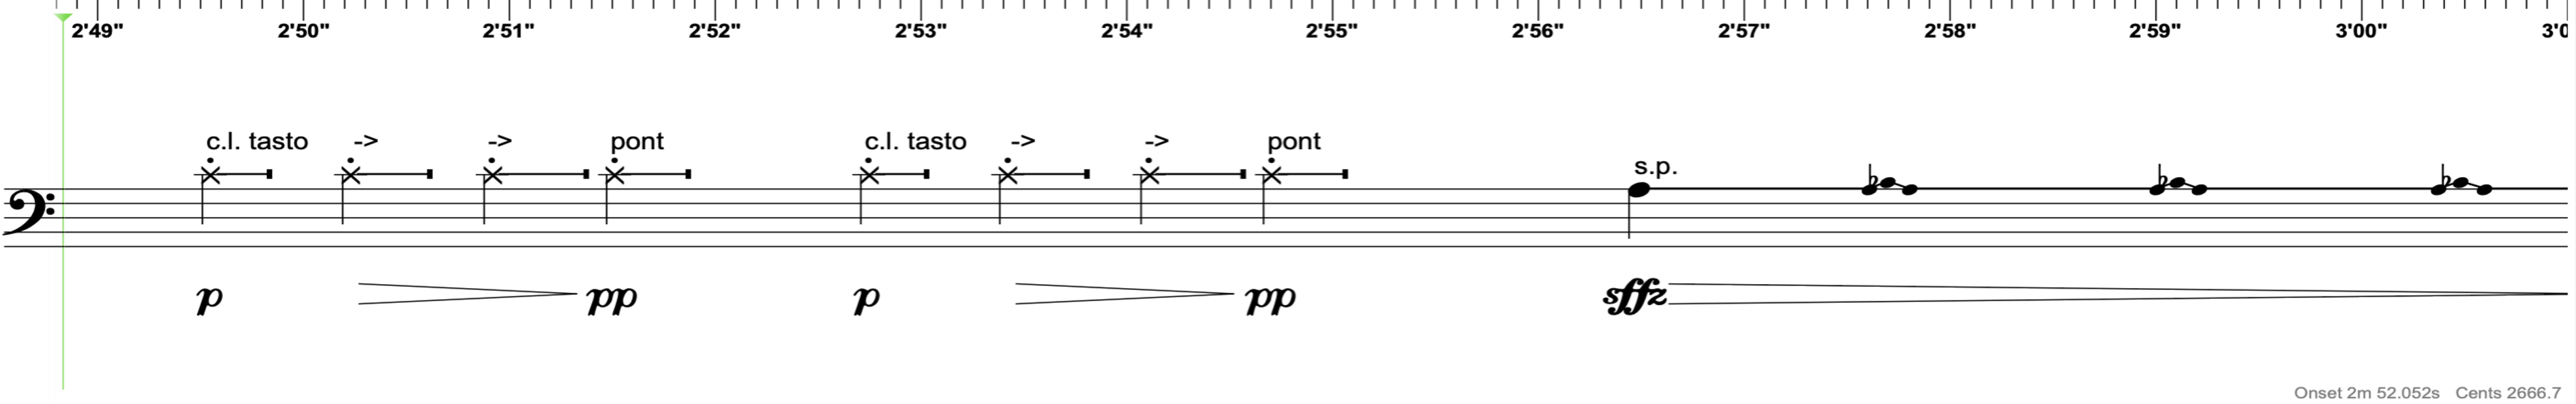 2'49" 2'50" 2'51" 2'52" 2'53" 2'54" 2'55" 2'56" 2'57" 2'58" 2'59" 3'00" 3'0
c.l. tasto -> -> pont c.l. tasto -> -> pont
s.p.
p pp p pp sffz
Onset 2m 52.052s Cents 2666.7